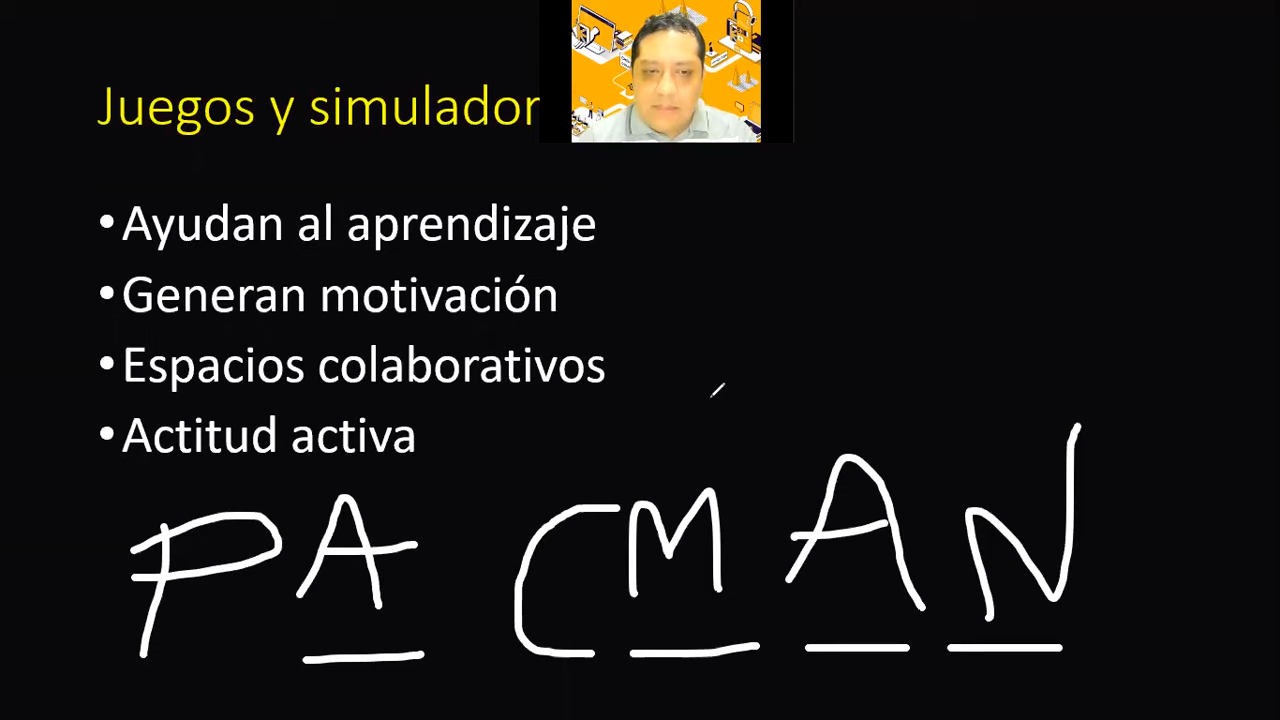 Juegos y simulador
•Ayudan al aprendizaje
•Generan motivación
•Espacios colaborativos
•Actitud activa
PA CMAN